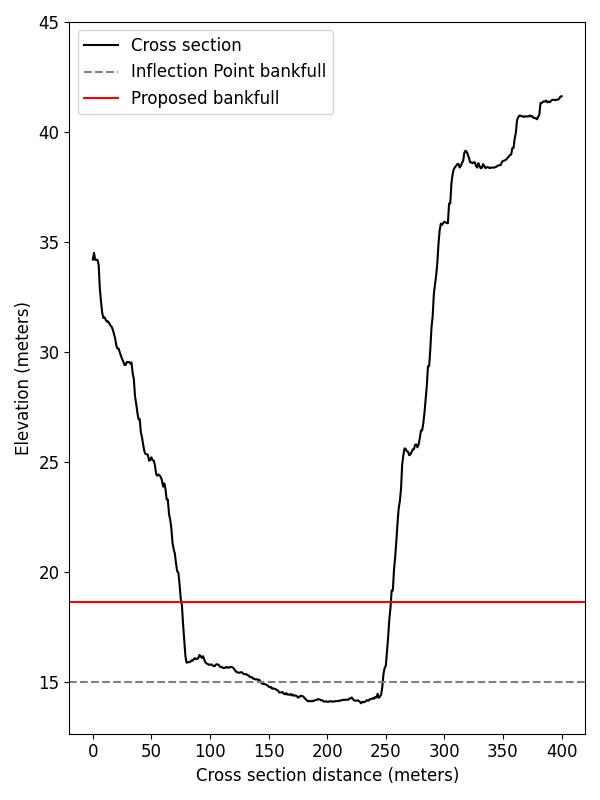 Cross section
Inflection Point bankfull
Proposed bankfull
45
40
35
30
25
20
15
Elevation (meters)
0 50 100 150 200 250 300 350 400
Cross section distance (meters)